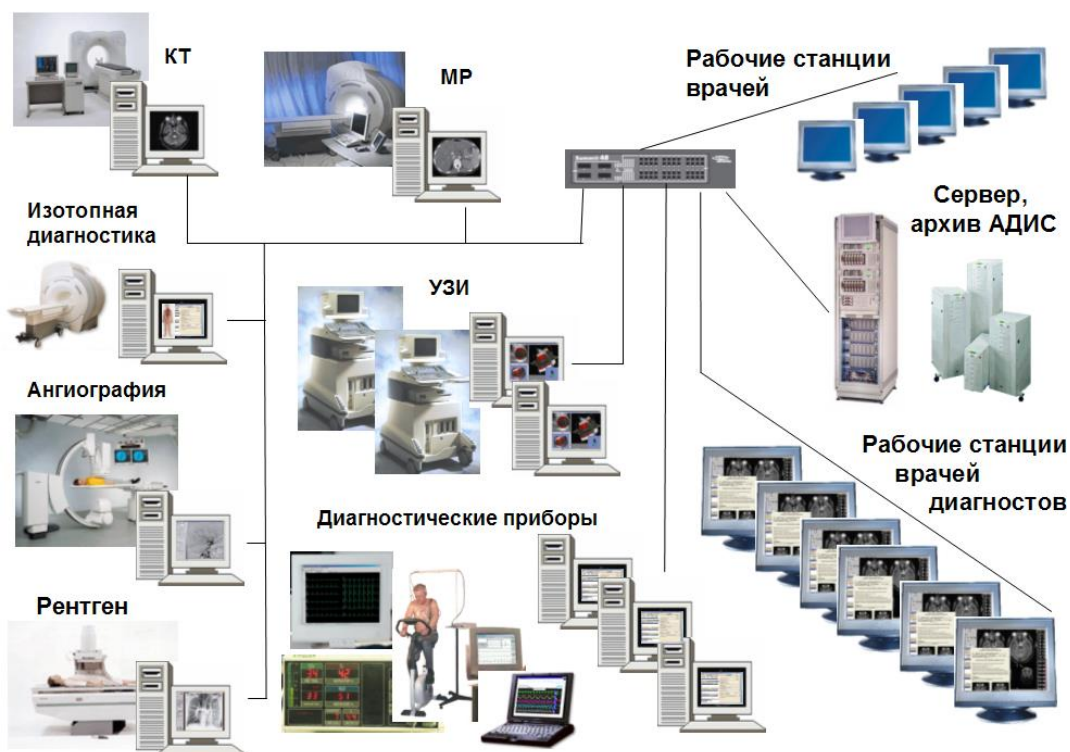 КТ
МР
Рабочие станции
врачей
Изотопная
диагностика
Сервер,
архив АДИС
УЗИ
Ангиография
Рабочие станции
врачей
диагностов
Диагностические приборы
Рентген